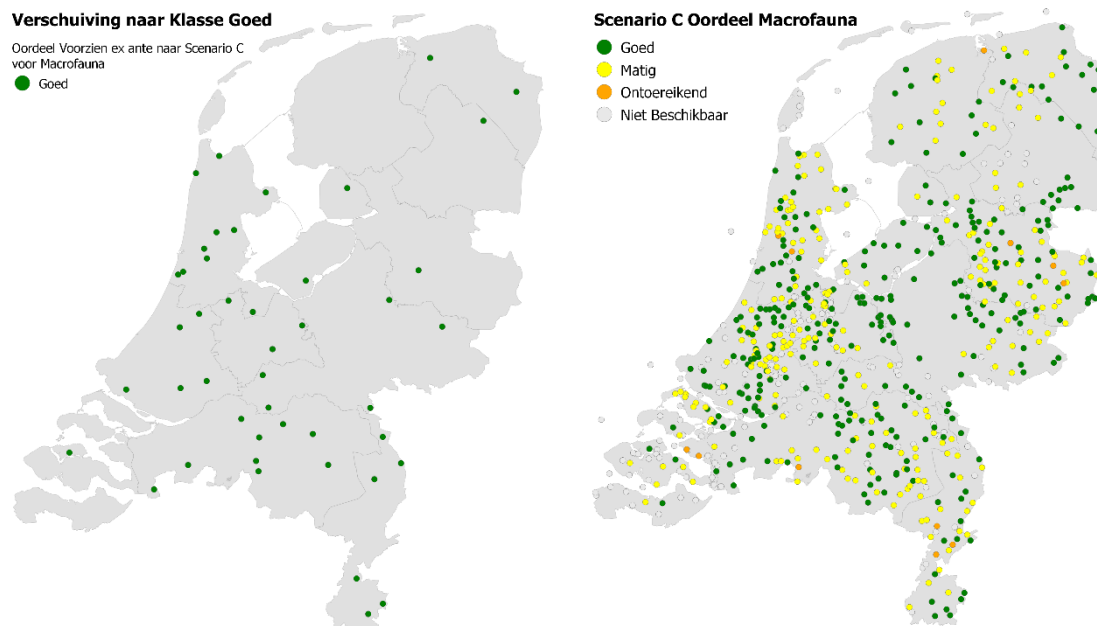 Verschuiving naar Klasse Goed
Oordeel Voorzien ex ante naar Scenario C
voor Macrofauna
Goed
Scenario C Oordeel Macrofauna
Goed
Matig
Ontoereikend
Niet Beschikbaar